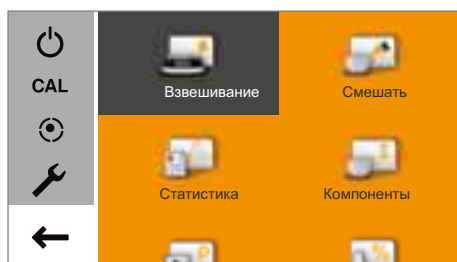 CAL
Взвешивание
Смешать
Статистика
Компоненты
P
%